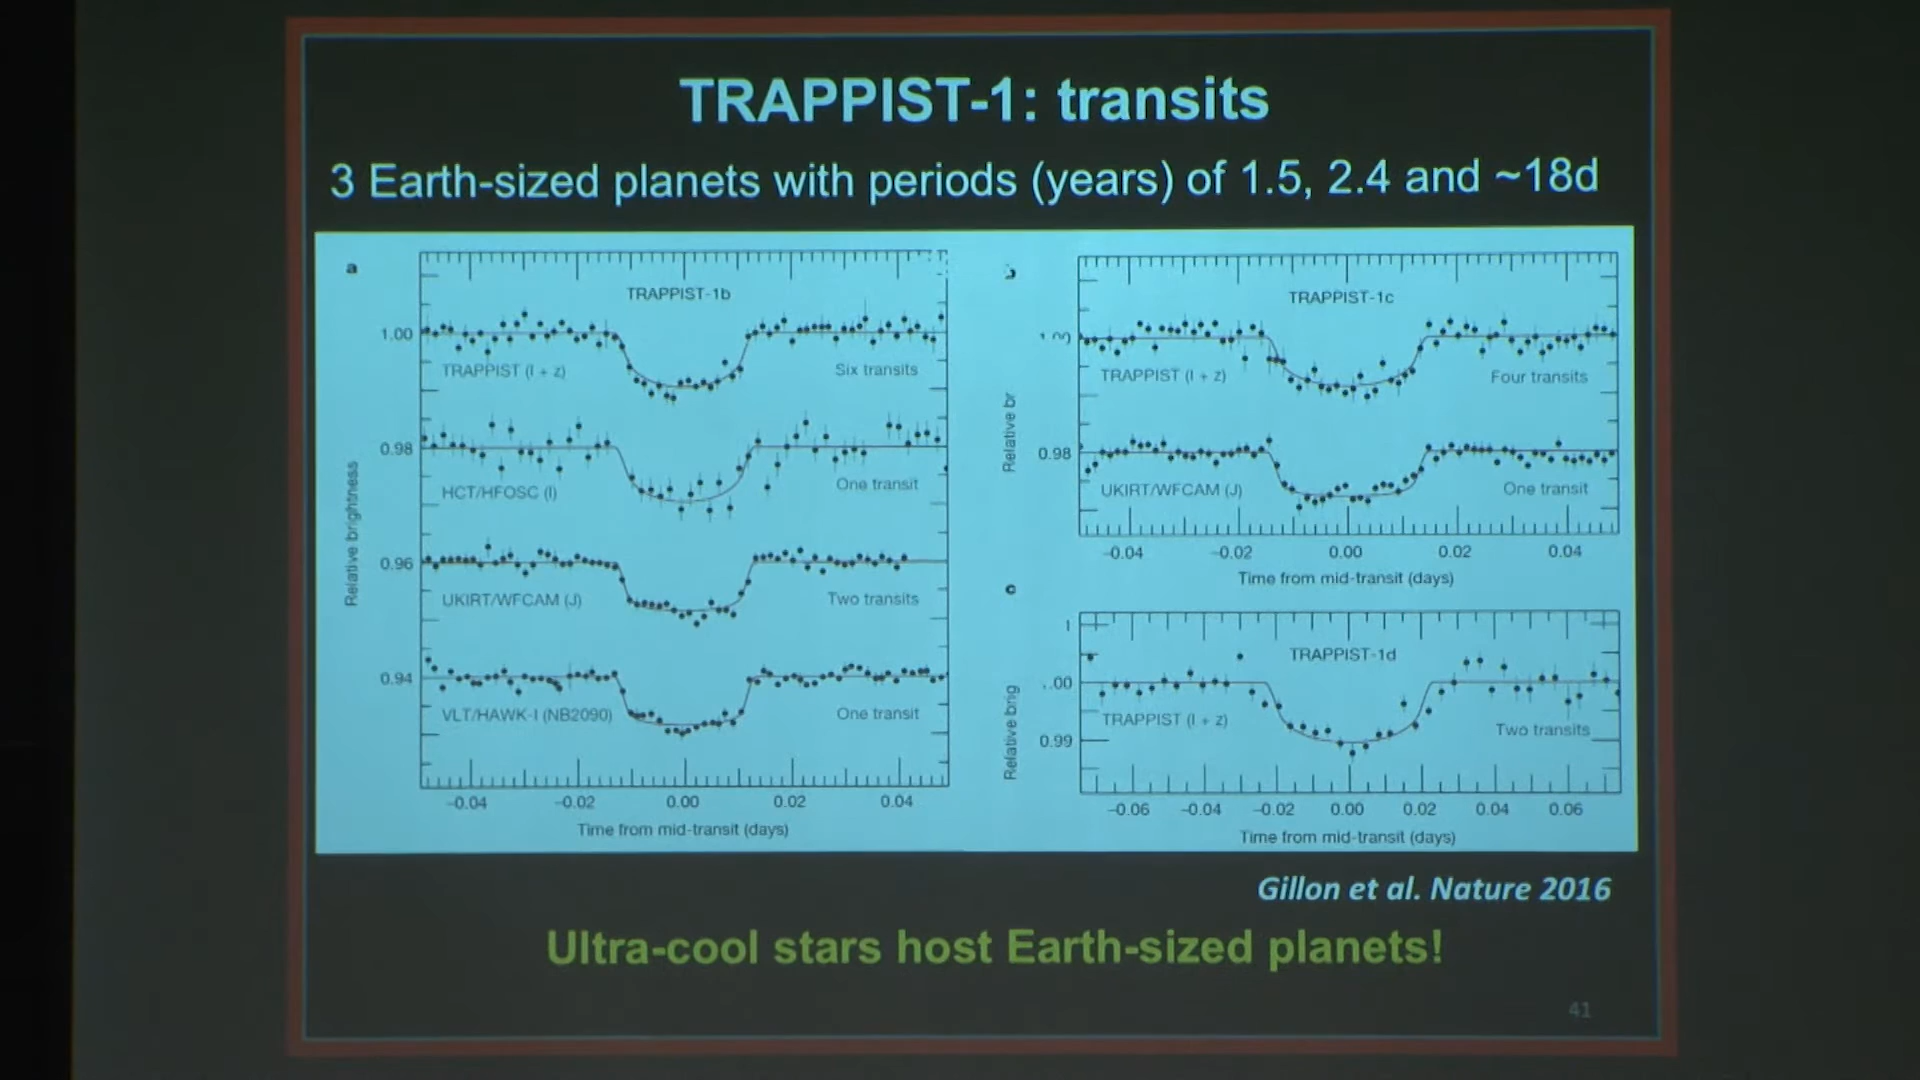 TRAPPIST-1: transits
3 Earth-sized planets with periods (years) of 1.5, 2.4 and ~18d
a
TRAPPIST-1b
1.00
TRAPPIST (I + z)
Six transits
0.98
HCT/HFOSC (I)
One transit
0.96
UKIRT/WFCAM (J)
Two transits
0.94
VLT/HAWK-I (NB2090)
One transit
Relative brightness
−0.04 −0.02 0.00 0.02 0.04
Time from mid-transit (days)
TRAPPIST-1c
TRAPPIST (I + z)
Four transits
0.98
UKIRT/WFCAM (J)
One transit
Relative br
−0.04 −0.02 0.00 0.02 0.04
Time from mid-transit (days)
c
TRAPPIST-1d
.00
TRAPPIST (I + z)
Two transits
0.99
Relative brig
−0.06 −0.04 −0.02 0.00 0.02 0.04 0.06
Time from mid-transit (days)
Gillon et al. Nature 2016
Ultra-cool stars host Earth-sized planets!
41